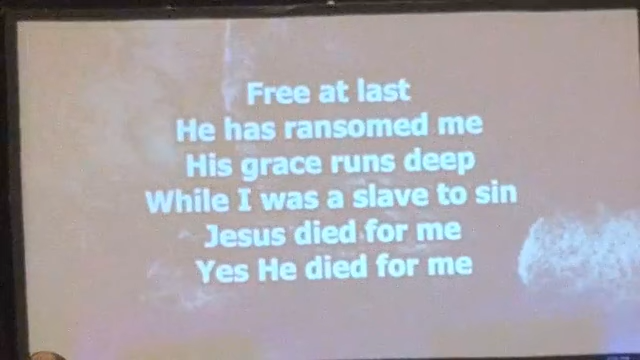 Free at last
He has ransomed me
His grace runs deep
While I was a slave to sin
Jesus died for me
Yes He died for me